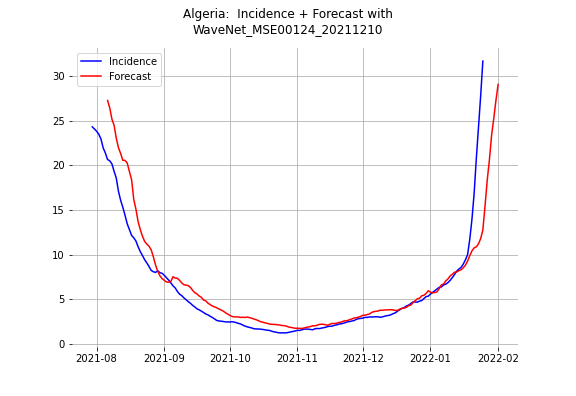 Algeria:  Incidence + Forecast with
WaveNet_MSE00124_20211210
Incidence
Forecast
30
25
20
15
10
5
0
2021-08 2021-09 2021-10 2021-11 2021-12 2022-01 2022-02